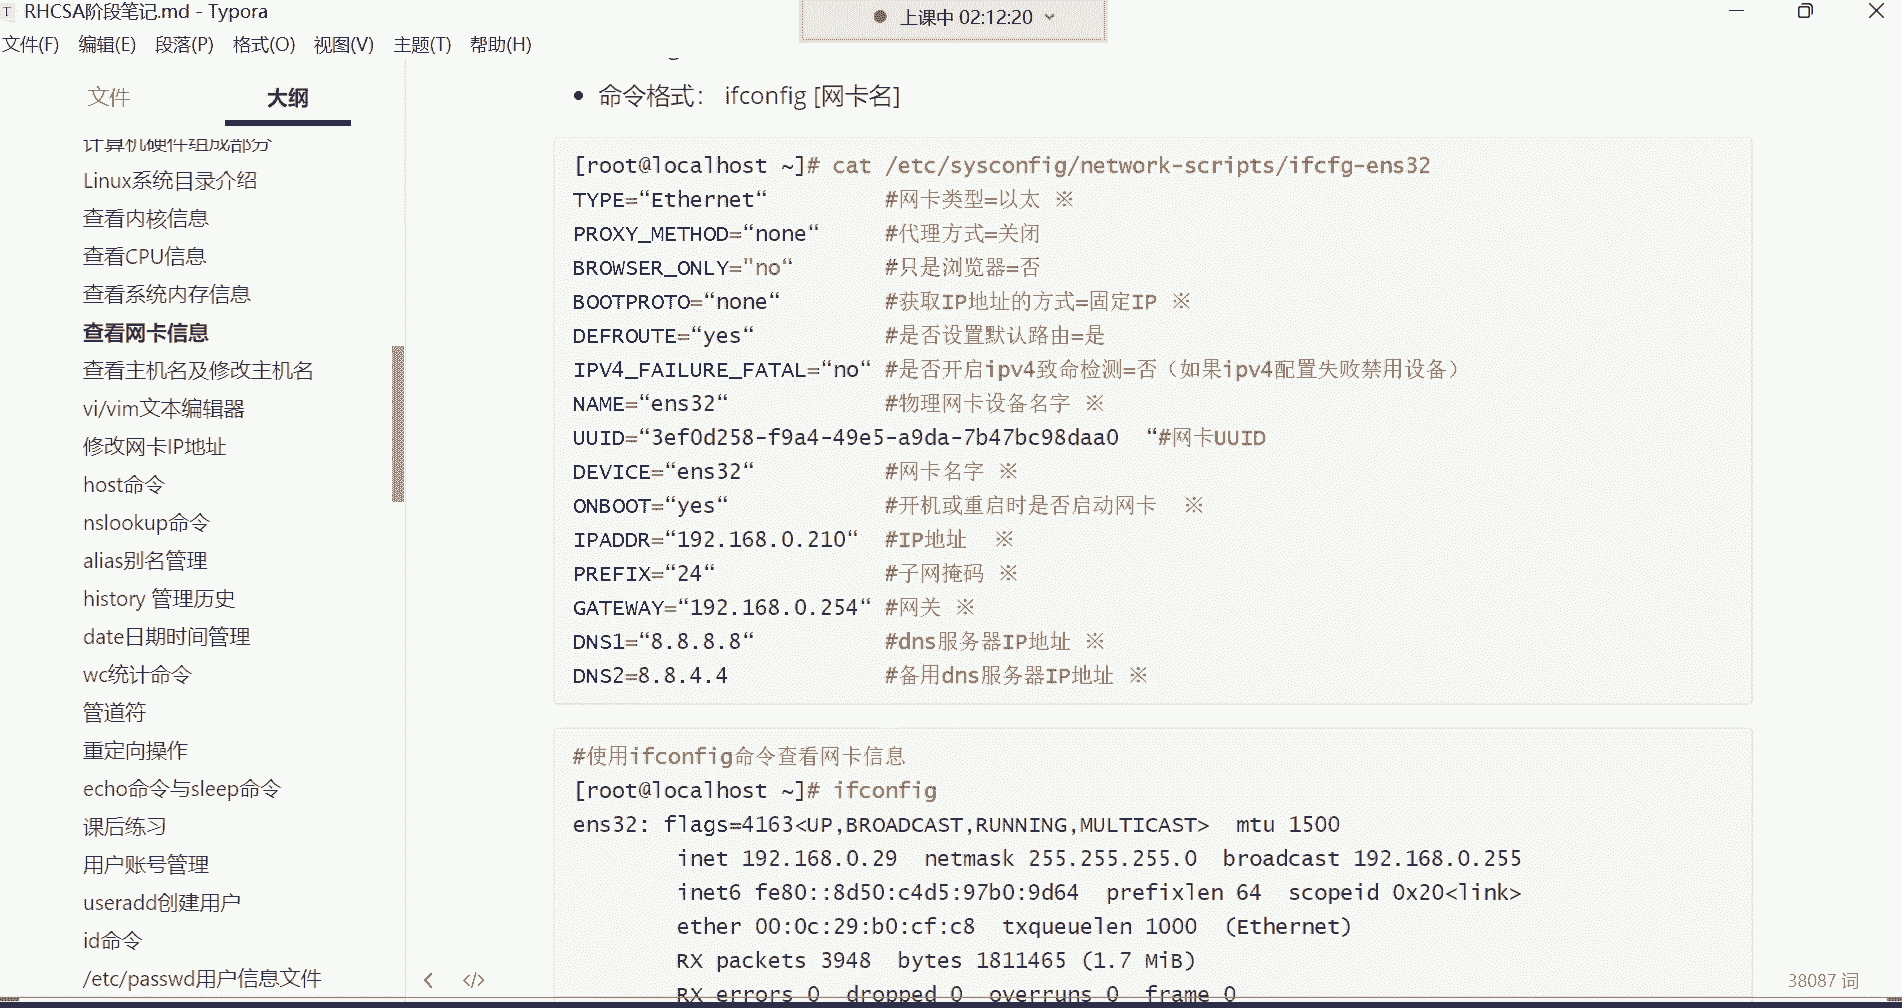 RHCSA阶段笔记.md - Typora
上课中 02:12:20
文件(F) 编辑(E) 段落(P) 格式(O) 视图(V) 主题(T) 帮助(H)
文件 大纲
计算机硬件组成部分
Linux系统目录介绍
查看内核信息
查看CPU信息
查看系统内存信息
查看网卡信息
查看主机名及修改主机名
vi/vim文本编辑器
修改网卡IP地址
host命令
nslookup命令
alias别名管理
history 管理历史
date日期时间管理
wc统计命令
管道符
重定向操作
echo命令与sleep命令
课后练习
用户账号管理
useradd创建用户
id命令
/etc/passwd用户信息文件
命令格式： ifconfig [网卡名]
[root@localhost ~]# cat /etc/sysconfig/network-scripts/ifcfg-ens32
TYPE=“Ethernet“ #网卡类型=以太 ※
PROXY_METHOD=“none“ #代理方式=关闭
BROWSER_ONLY="no“ #只是浏览器=否
BOOTPROTO=“none“ #获取IP地址的方式=固定IP ※
DEFROUTE=“yes“ #是否设置默认路由=是
IPV4_FAILURE_FATAL=“no“ #是否开启ipv4致命检测=否（如果ipv4配置失败禁用设备）
NAME=“ens32“ #物理网卡设备名字 ※
UUID=“3ef0d258-f9a4-49e5-a9da-7b47bc98daa0 “#网卡UUID
DEVICE=“ens32“ #网卡名字 ※
ONBOOT=“yes“ #开机或重启时是否启动网卡 ※
IPADDR=“192.168.0.210“ #IP地址 ※
PREFIX=“24“ #子网掩码 ※
GATEWAY=“192.168.0.254“ #网关 ※
DNS1=“8.8.8.8“ #dns服务器IP地址 ※
DNS2=8.8.4.4 #备用dns服务器IP地址 ※
#使用ifconfig命令查看网卡信息
[root@localhost ~]# ifconfig
ens32: flags=4163<UP,BROADCAST,RUNNING,MULTICAST> mtu 1500
inet 192.168.0.29 netmask 255.255.255.0 broadcast 192.168.0.255
inet6 fe80::8d50:c4d5:97b0:9d64 prefixlen 64 scopeid 0x20<link>
ether 00:0c:29:b0:cf:c8 txqueuelen 1000 (Ethernet)
RX packets 3948 bytes 1811465 (1.7 MiB)
RX errors 0 dropped 0 overruns 0 frame 0
38087 词